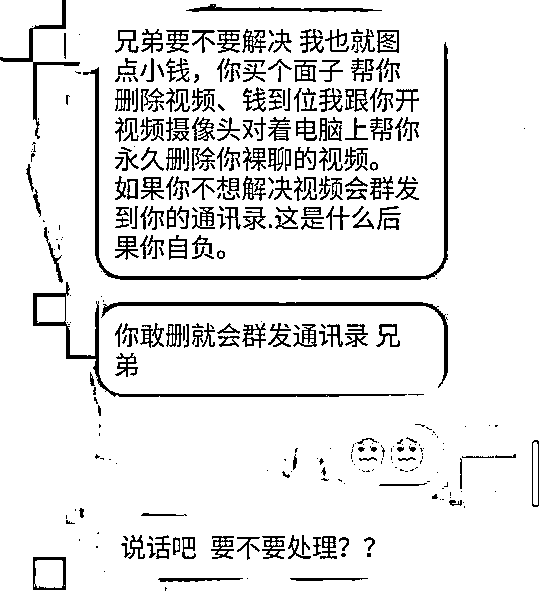 兄弟要不要解决 我也就图
点小钱，你买个面子 帮你
删除视频、钱到位我跟你开
视频摄像头对着电脑上帮你
永久删除你裸聊的视频。
如果你不想解决视频会群发
到你的通讯录.这是什么后
果你自负。
你敢删就会群发通讯录 兄
弟
说话吧 要不要处理？？